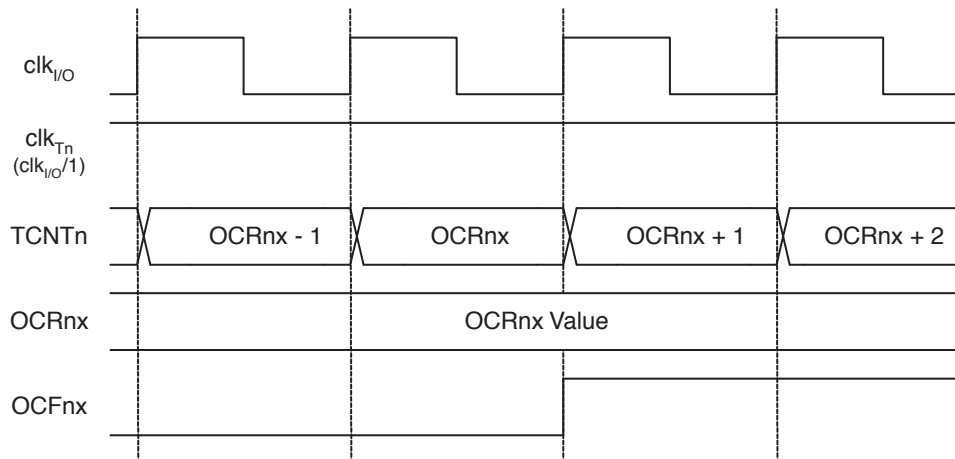 clkI/O
clkTn
(clkI/O/1)
TCNTn OCRnx - 1 OCRnx OCRnx + 1 OCRnx + 2
OCRnx OCRnx Value
OCFnx